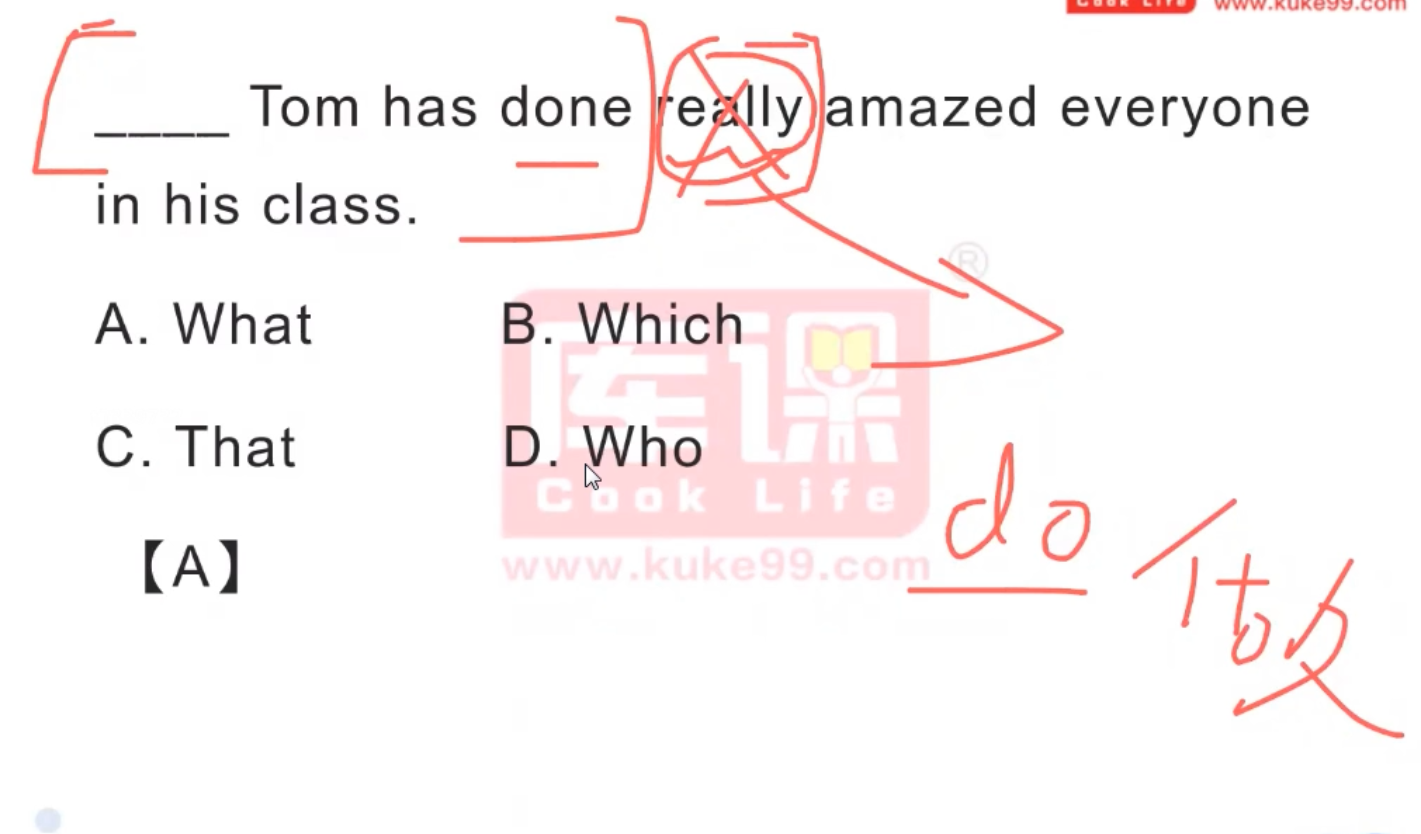 Cook Life www.kuke99.com
____ Tom has done really amazed everyone
in his class.
®
A. What B. Which
库课
C. That D. Who
Cook Life
do 做
【A】
www.kuke99.com